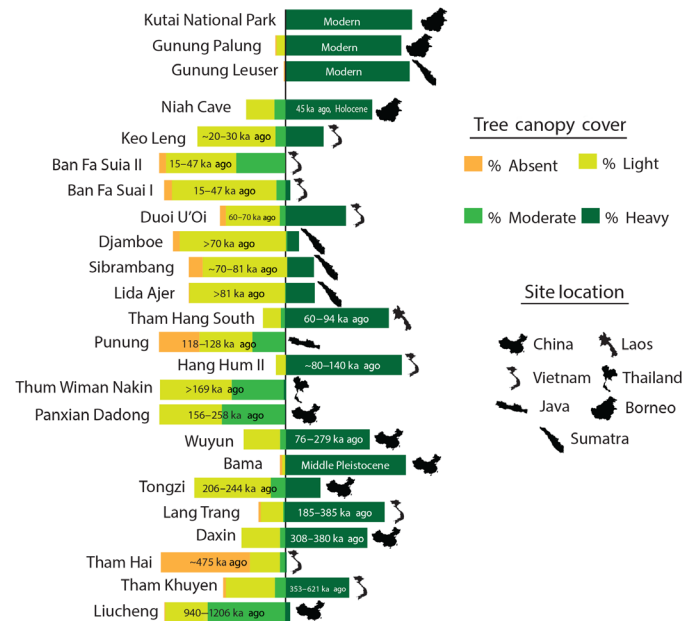 Kutai National Park Modern
Gunung Palung Modern
Gunung Leuser Modern
Niah Cave 45 ka ago, Holocene
Keo Leng ~20–30 ka ago
Ban Fa Suia II 15–47 ka ago
Ban Fa Suai I 15–47 ka ago
Duoi U'Oi 60–70 ka ago
Djamboe >70 ka ago
Sibrambang ~70–81 ka ago
Lida Ajer >81 ka ago
Tham Hang South 60–94 ka ago
Punung 118–128 ka ago
Hang Hum II ~80–140 ka ago
Thum Wiman Nakin >169 ka ago
Panxian Dadong 156–258 ka ago
Wuyun 76–279 ka ago
Bama Middle Pleistocene
Tongzi 206–244 ka ago
Lang Trang 185–385 ka ago
Daxin 308–380 ka ago
Tham Hai ~475 ka ago
Tham Khuyen 353–621 ka ago
Liucheng 940–1206 ka ago
Tree canopy cover
% Absent % Light
% Moderate % Heavy
Site location
China Laos
Vietnam Thailand
Java Borneo
Sumatra